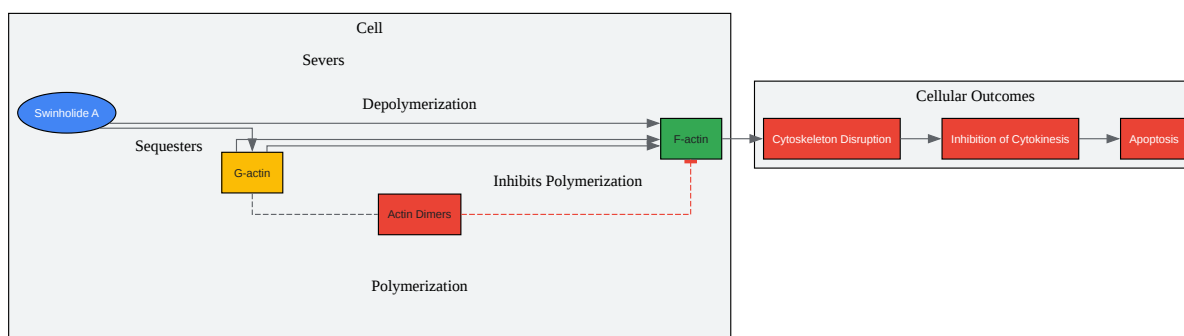 Cell
Severs
Cellular Outcomes
Depolymerization
Swinholide A
F-actin
Cytoskeleton Disruption
Inhibition of Cytokinesis
Apoptosis
Sequesters
G-actin
Inhibits Polymerization
Actin Dimers
Polymerization